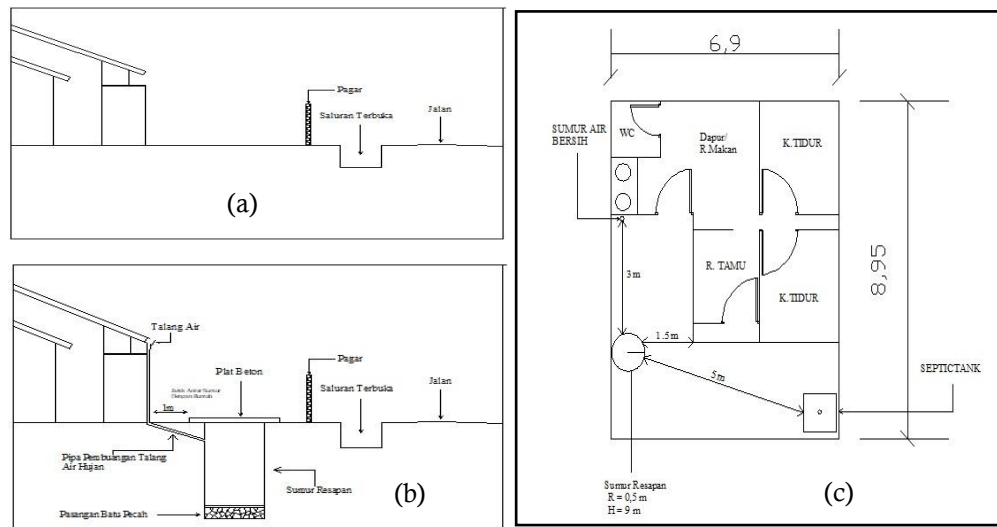 Pagar
Saluran Terbuka
Jalan
(a)
Talang Air
Plat Beton
1m
Pagar
Saluran Terbuka
Jalan
Pipa Pembuangan Talang
Air Hujan
Sumur Resapan
Pasangan Batu Pecah
(b)
6,9
SUMUR AIR
BERSIH
WC
Dapur/
R.Makan
K.TIDUR
3m
R. TAMU
K.TIDUR
1.5m
8,95
5m
SEPTICTANK
Sumur Resapan
R = 0,5 m
H = 9 m
(c)